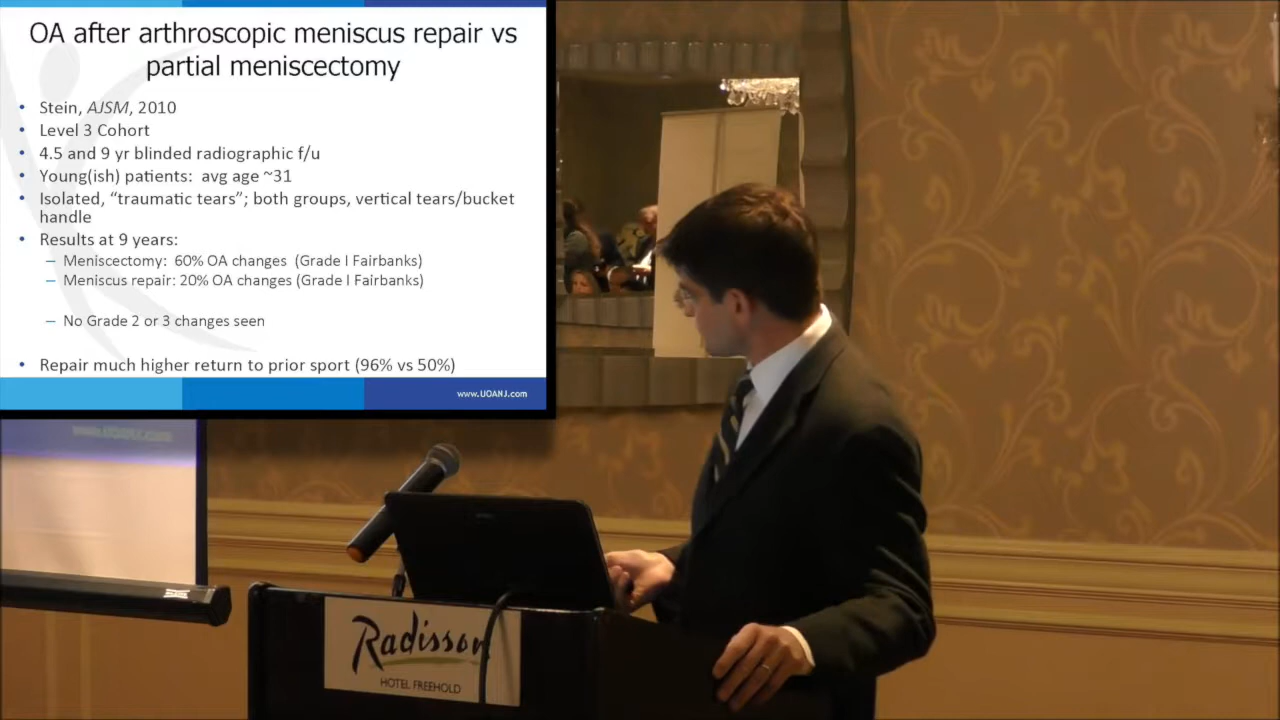 OA after arthroscopic meniscus repair vs
partial meniscectomy
• Stein, AJSM, 2010
• Level 3 Cohort
• 4.5 and 9 yr blinded radiographic f/u
• Young(ish) patients: avg age ~31
• Isolated, “traumatic tears”; both groups, vertical tears/bucket
handle
• Results at 9 years:
– Meniscectomy: 60% OA changes (Grade I Fairbanks)
– Meniscus repair: 20% OA changes (Grade I Fairbanks)
– No Grade 2 or 3 changes seen
• Repair much higher return to prior sport (96% vs 50%)
www.UOANJ.com
www.UOANJ.com
Radisson
HOTEL FREEHOLD